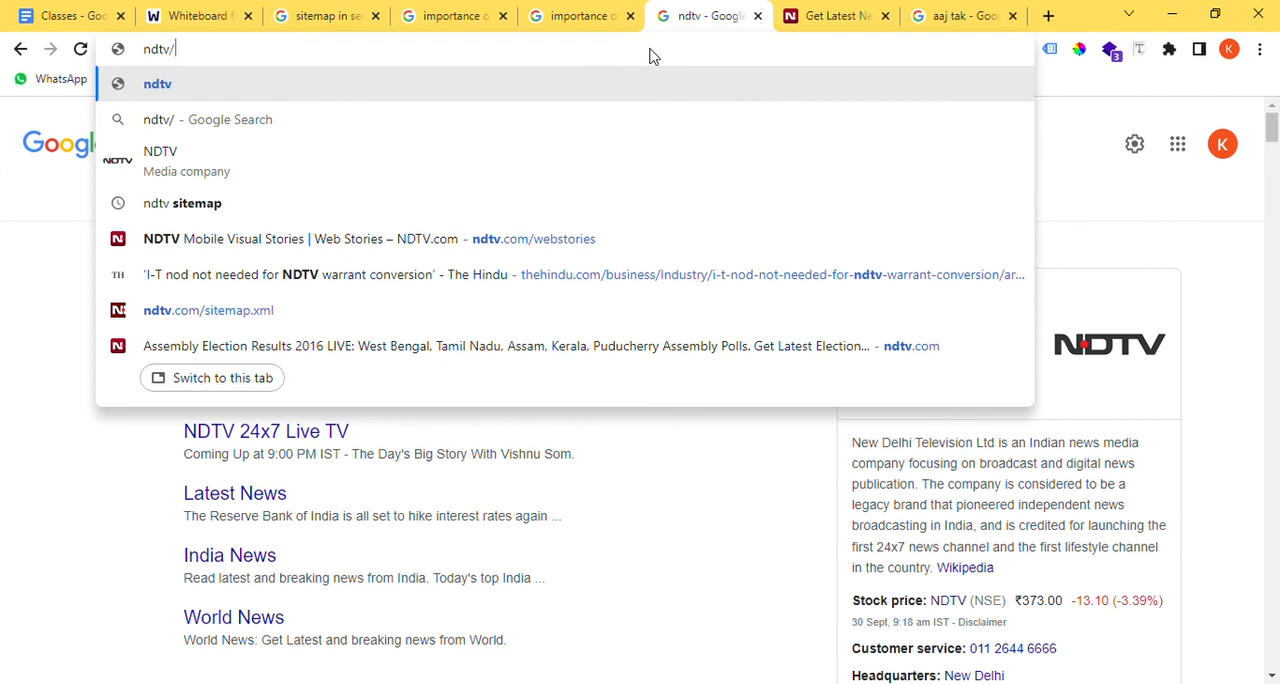 Classes - Goo
Whiteboard f
sitemap in se
importance o
importance o
ndtv - Google
Get Latest Ne
aaj tak - Goog
ndtv/
3
T
K
WhatsApp
ndtv
ndtv/ - Google Search
NDTV
NDTV
Media company
ndtv sitemap
NDTV Mobile Visual Stories | Web Stories – NDTV.com - ndtv.com/webstories
TH 'I-T nod not needed for NDTV warrant conversion' - The Hindu - thehindu.com/business/Industry/i-t-nod-not-needed-for-ndtv-warrant-conversion/ar...
ndtv.com/sitemap.xml
Assembly Election Results 2016 LIVE: West Bengal, Tamil Nadu, Assam, Kerala, Puducherry Assembly Polls. Get Latest Election... - ndtv.com
Switch to this tab
Googl
K
NDTV 24x7 Live TV
Coming Up at 9:00 PM IST - The Day's Big Story With Vishnu Som.
Latest News
The Reserve Bank of India is all set to hike interest rates again ...
India News
Read latest and breaking news from India. Today's top India ...
World News
World News: Get Latest and breaking news from World.
NDTV
New Delhi Television Ltd is an Indian news media
company focusing on broadcast and digital news
publication. The company is considered to be a
legacy brand that pioneered independent news
broadcasting in India, and is credited for launching the
first 24x7 news channel and the first lifestyle channel
in the country. Wikipedia
Stock price: NDTV (NSE) ₹373.00 -13.10 (-3.39%)
30 Sept, 9:18 am IST - Disclaimer
Customer service: 011 2644 6666
Headquarters: New Delhi